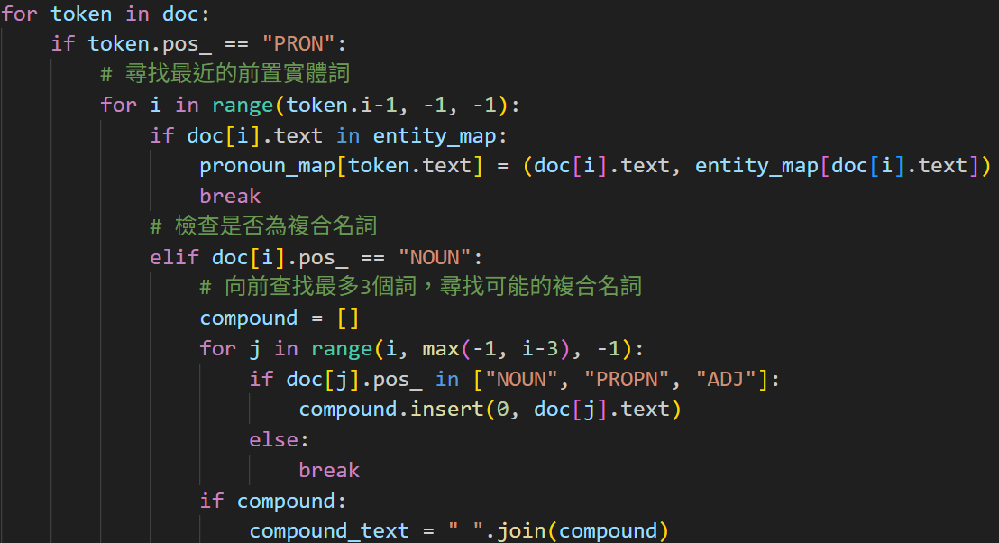 for token in doc:
    if token.pos_ == "PRON":
        # 尋找最近的前置實體詞
        for i in range(token.i-1, -1, -1):
            if doc[i].text in entity_map:
                pronoun_map[token.text] = (doc[i].text, entity_map[doc[i].text])
                break
            # 檢查是否為複合名詞
            elif doc[i].pos_ == "NOUN":
                # 向前查找最多3個詞，尋找可能的複合名詞
                compound = []
                for j in range(i, max(-1, i-3), -1):
                    if doc[j].pos_ in ["NOUN", "PROPN", "ADJ"]:
                        compound.insert(0, doc[j].text)
                    else:
                        break
                if compound:
                    compound_text = " ".join(compound)